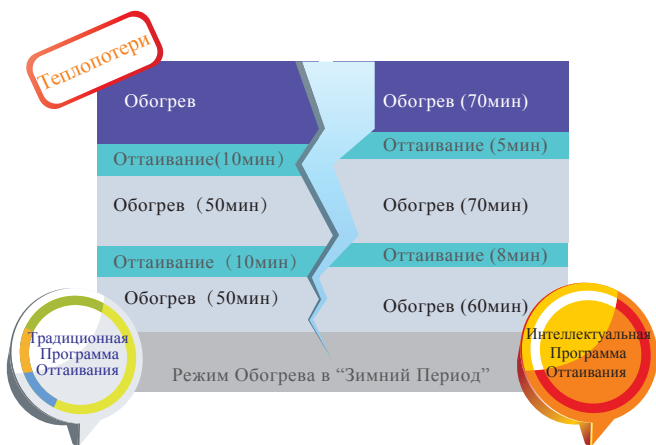 Теплопотери
Обогрев
Обогрев (70мин)
Оттаивание(10мин)
Оттаивание (5мин)
Обогрев (50мин)
Обогрев (70мин)
Оттаивание (10мин)
Оттаивание (8мин)
Обогрев (50мин)
Обогрев (60мин)
Традиционная
Программа
Оттаивания
Интеллектуальная
Программа
Оттаивания
Режим Обогрева в “Зимний Период”